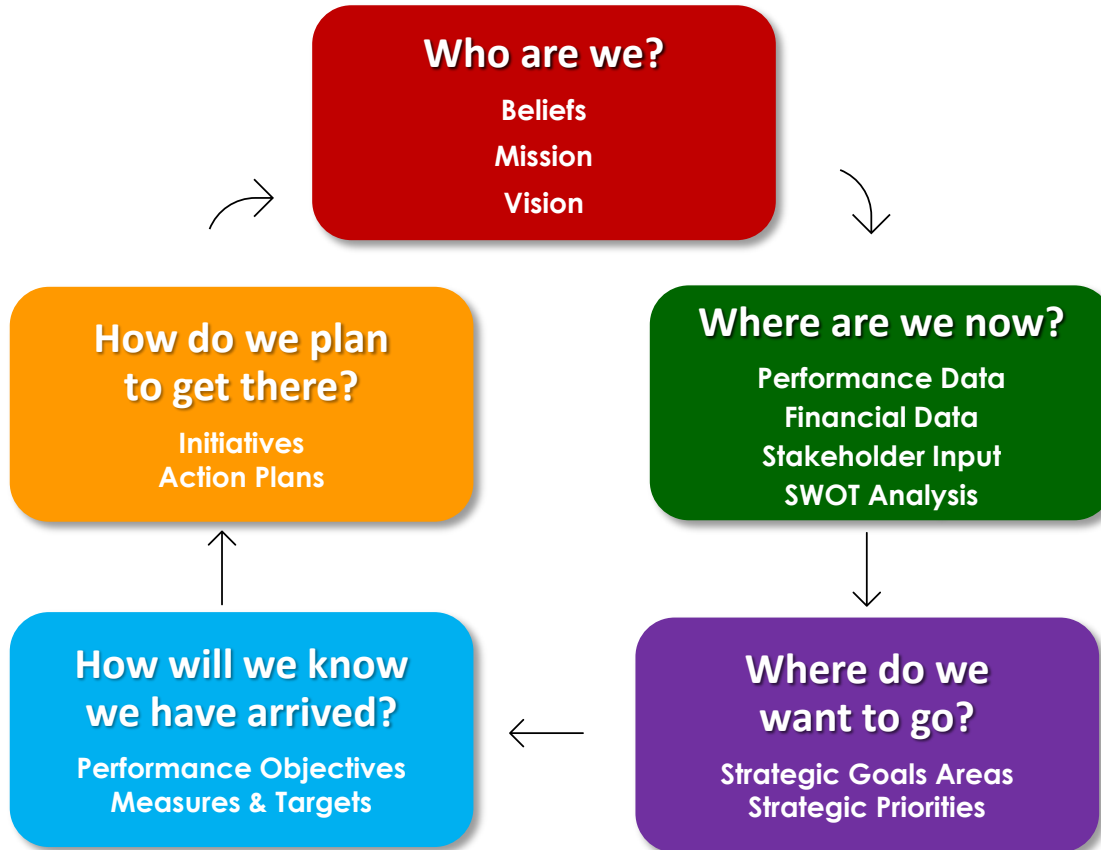 Who are we?
Beliefs
Mission
Vision
Where are we now?
Performance Data
Financial Data
Stakeholder Input
SWOT Analysis
Where do we
want to go?
Strategic Goals Areas
Strategic Priorities
How will we know
we have arrived?
Performance Objectives
Measures & Targets
How do we plan
to get there?
Initiatives
Action Plans